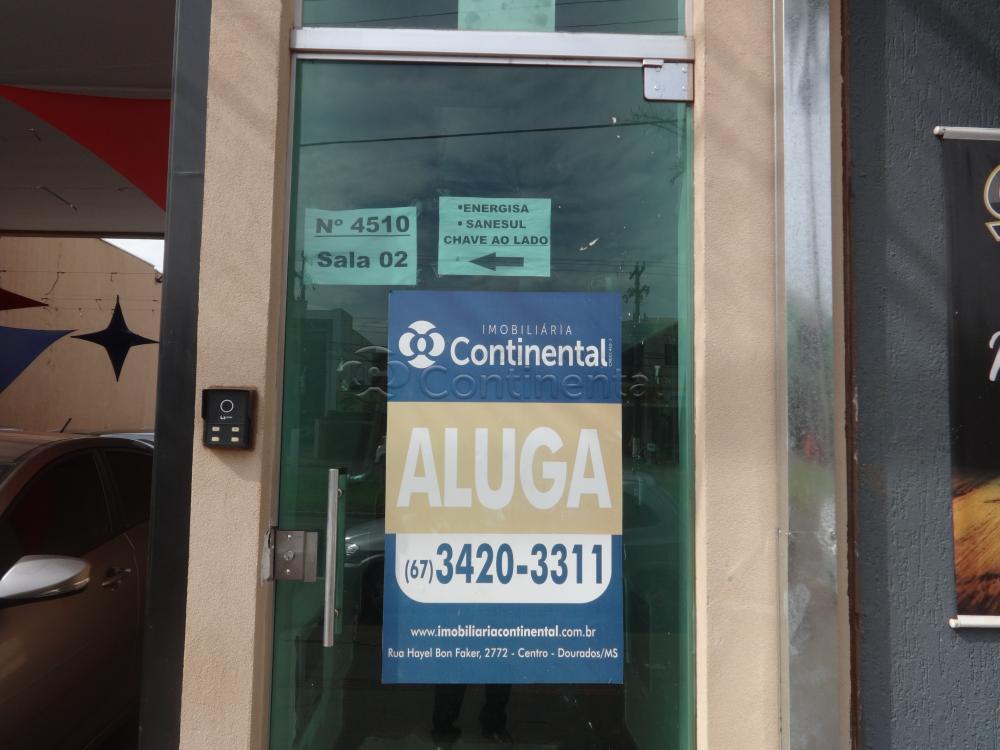 Nº 4510
Sala 02
•ENERGISA
• SANESUL
CHAVE AO LADO
IMOBILIÁRIA
Continental
Continental
ALUGA
(67)3420-3311
www.imobiliariacontinental.com.br
Rua Hayel Bon Faker, 2772 - Centro - Dourados/MS